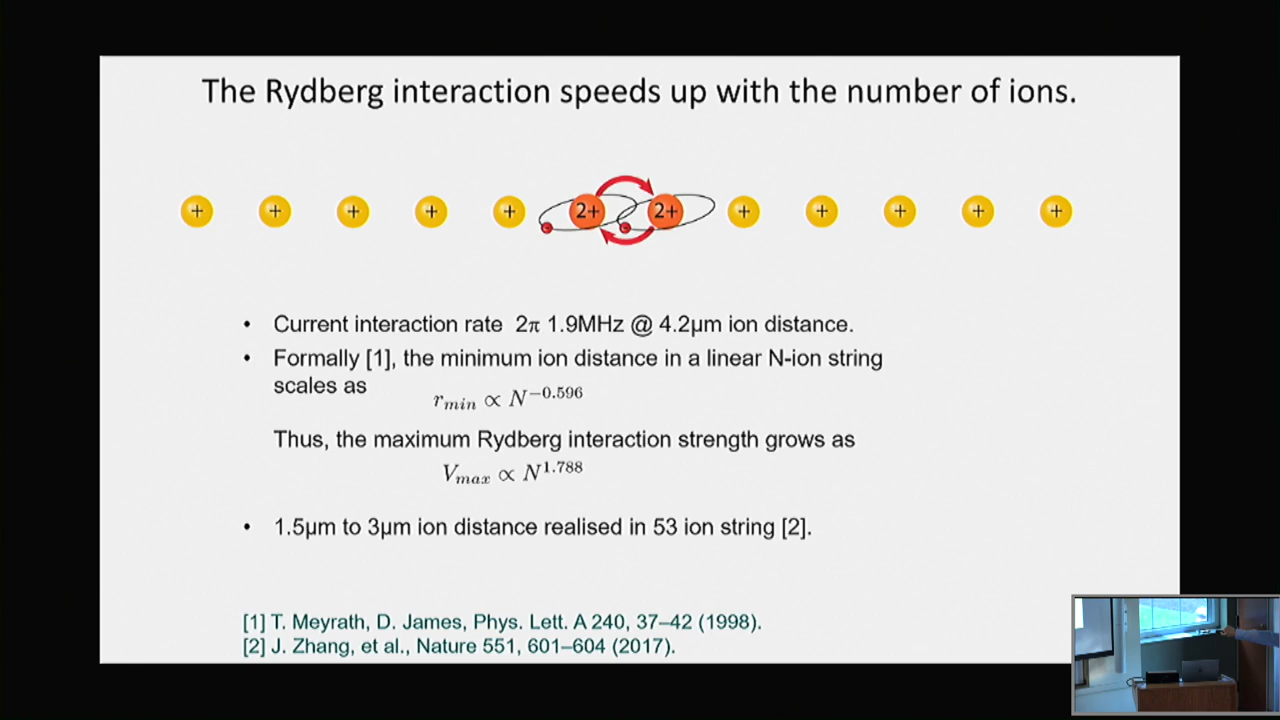 The Rydberg interaction speeds up with the number of ions.
+ + + + + 2+ 2+ + + + + +
• Current interaction rate 2π 1.9MHz @ 4.2µm ion distance.
• Formally [1], the minimum ion distance in a linear N-ion string
scales as
r_{min} ∝ N^{-0.596}
Thus, the maximum Rydberg interaction strength grows as
V_{max} ∝ N^{1.788}
• 1.5µm to 3µm ion distance realised in 53 ion string [2].
[1] T. Meyrath, D. James, Phys. Lett. A 240, 37–42 (1998).
[2] J. Zhang, et al., Nature 551, 601–604 (2017).